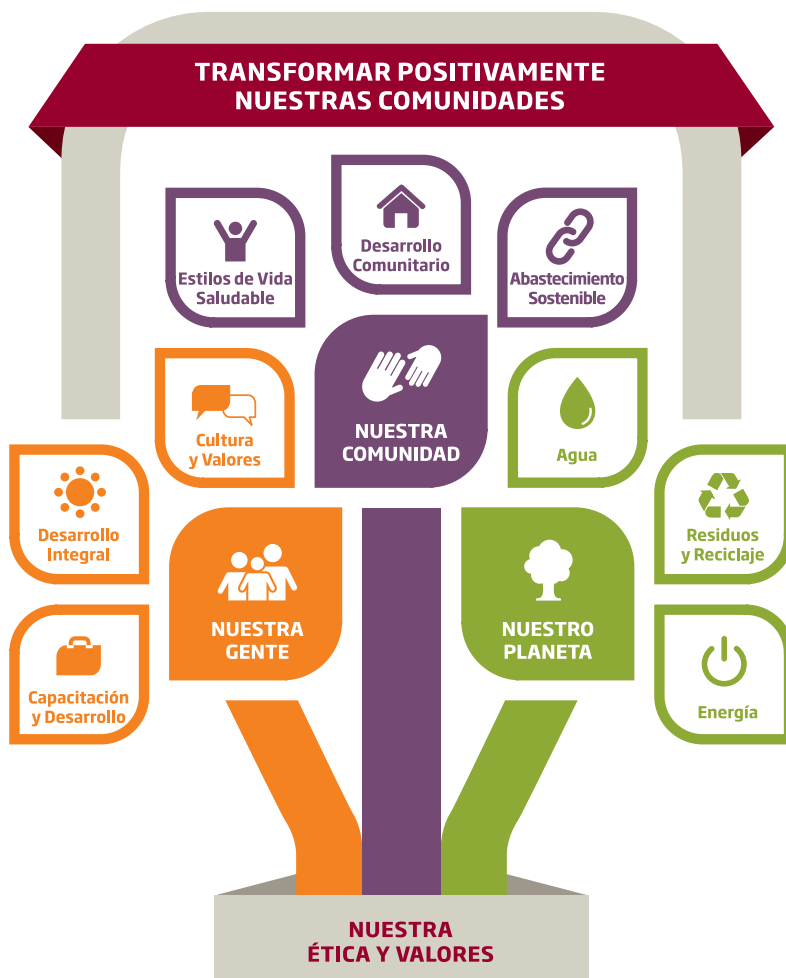 TRANSFORMAR POSITIVAMENTE
NUESTRAS COMUNIDADES
Estilos de Vida
Saludable
Desarrollo
Comunitario
Abastecimiento
Sostenible
Cultura
y Valores
NUESTRA
COMUNIDAD
Agua
Desarrollo
Integral
Residuos
y Reciclaje
NUESTRA
GENTE
NUESTRO
PLANETA
Capacitación
y Desarrollo
Energía
NUESTRA
ÉTICA Y VALORES